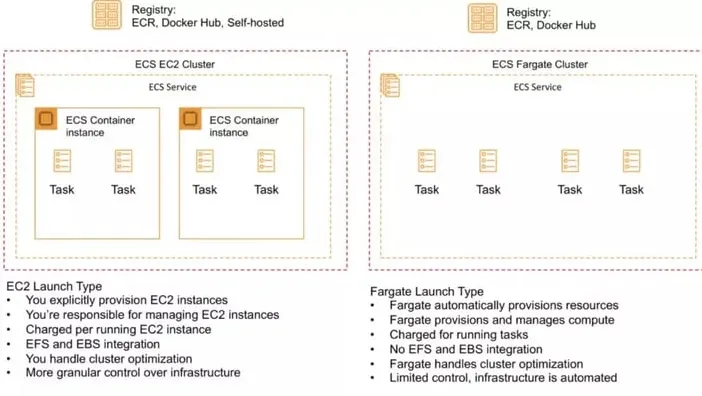 Registry:
ECR, Docker Hub, Self-hosted
ECS EC2 Cluster
ECS Service
ECS Container
instance
Task
Task
ECS Container
instance
Task
Task
EC2 Launch Type
• You explicitly provision EC2 instances
• You're responsible for managing EC2 instances
• Charged per running EC2 instance
• EFS and EBS integration
• You handle cluster optimization
• More granular control over infrastructure
Registry:
ECR, Docker Hub
ECS Fargate Cluster
ECS Service
Task
Task
Task
Task
Fargate Launch Type
• Fargate automatically provisions resources
• Fargate provisions and manages compute
• Charged for running tasks
• No EFS and EBS integration
• Fargate handles cluster optimization
• Limited control, infrastructure is automated